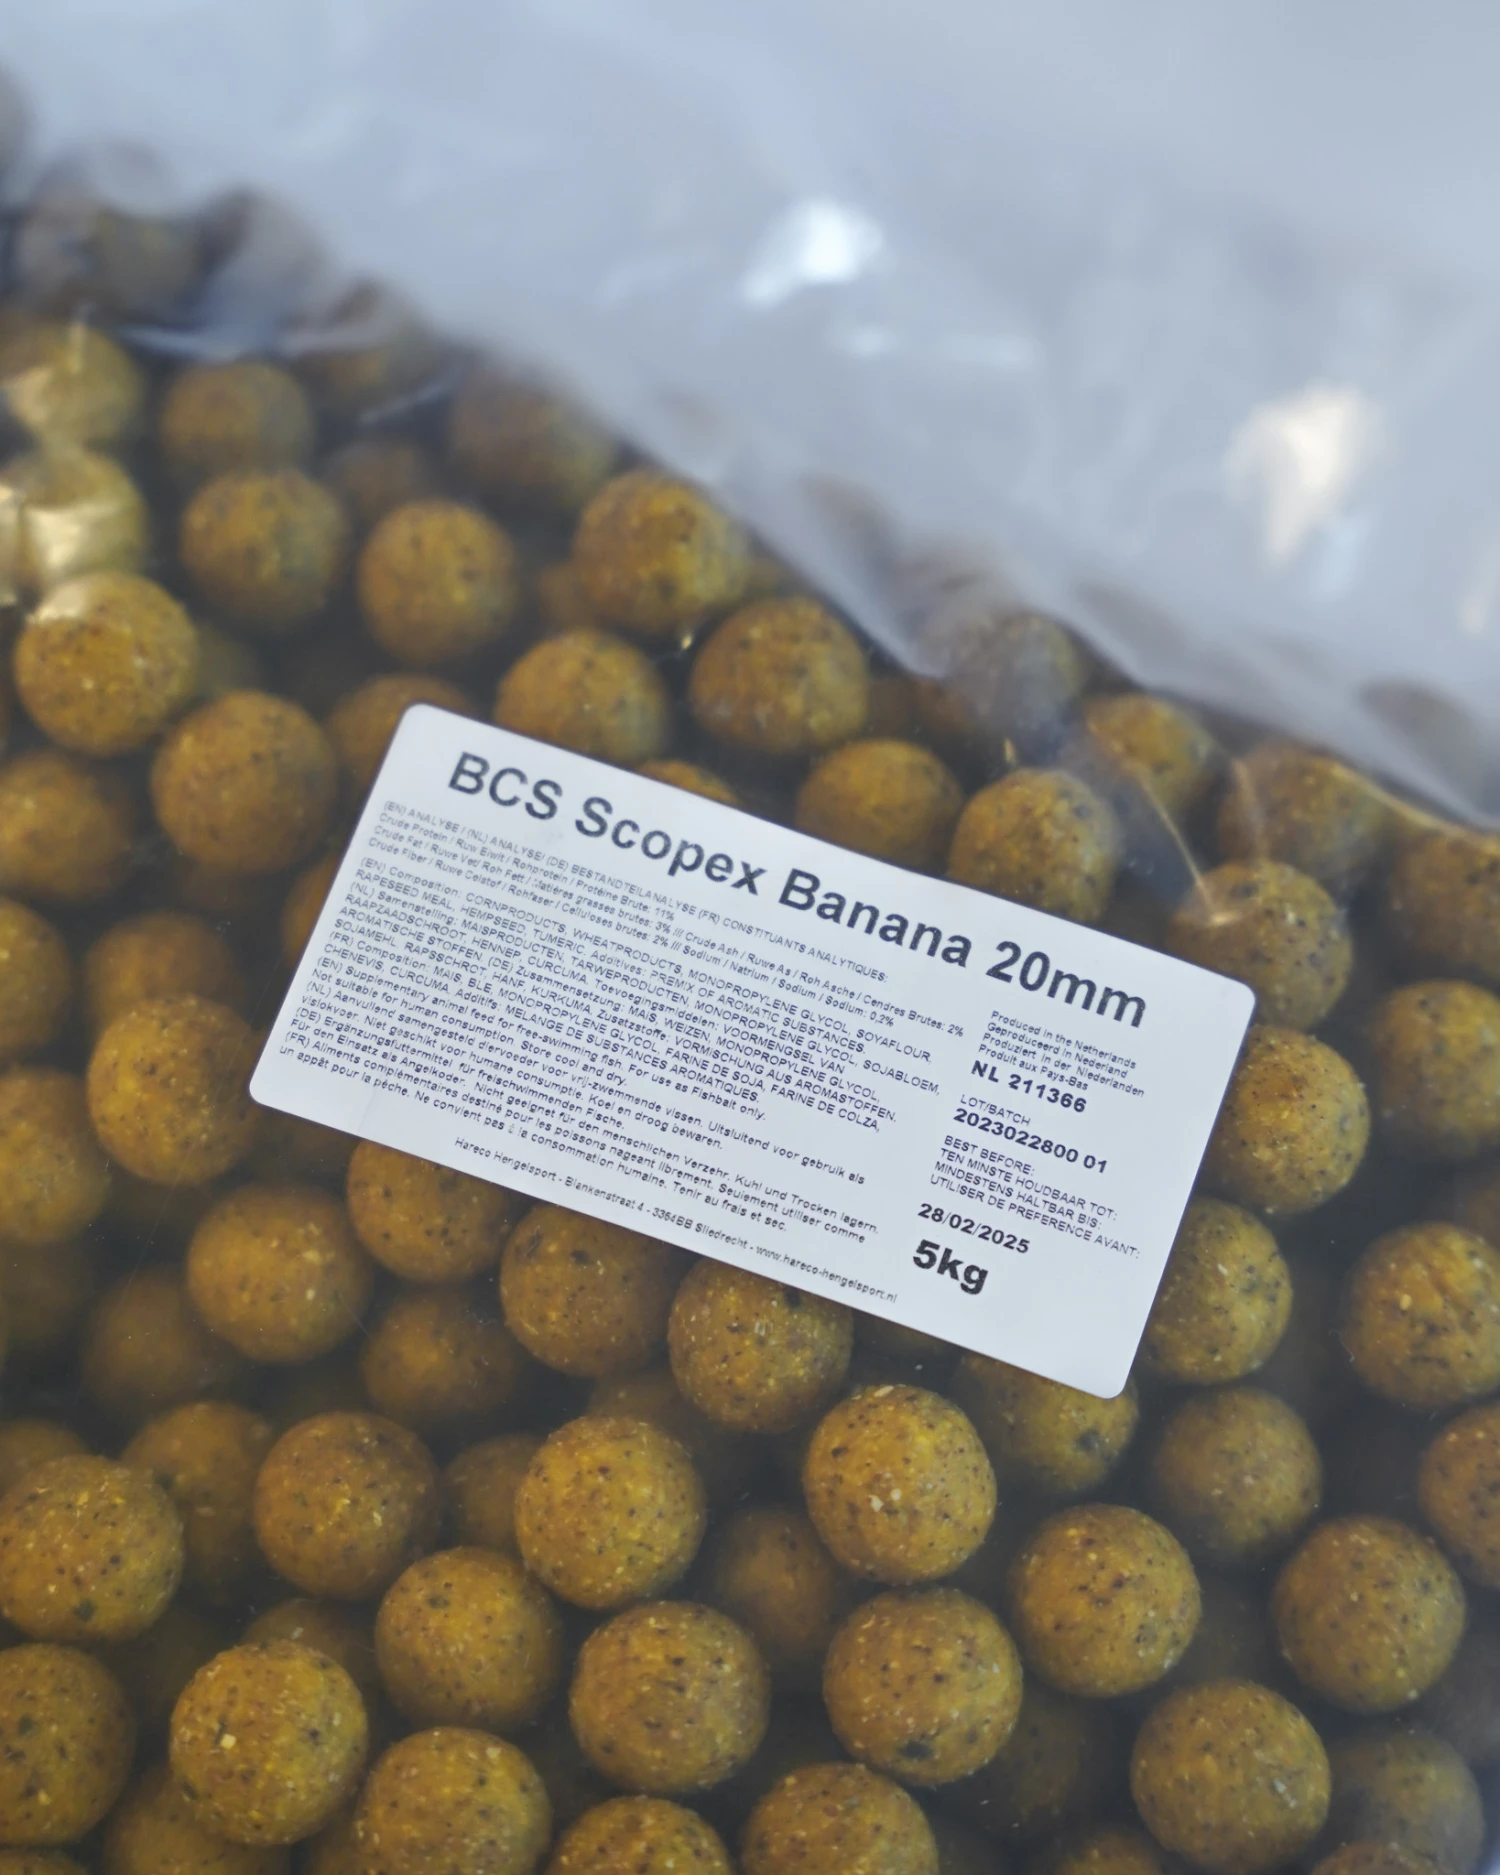 BCS Scopex Banana 20mm
(EN) ANALYSE / (NL) ANALYSE/ (DE) BESTANDTEILANALYSE (FR) CONSTITUANTS ANALYTIQUES:
Crude Protein / Ruw Eiwit / Rohprotein / Protéine Brute: 11%
Crude Fat / Ruwe Vet/ Roh Fett / Matières grasses brutes: 3% /// Crude Ash / Ruwe As / Roh Asche / Cendres Brutes: 2%
Crude Fiber / Ruwe Celstof / Rohfaser / Celluloses brutes: 2% /// Sodium / Natrium / Sodium / Sodium: 0,2%
(EN) Composition: CORNPRODUCTS, WHEATPRODUCTS, MONOPROPYLENE GLYCOL, SOYAFLOUR,
RAPESEED MEAL, HEMPSEED, TUMERIC. Additives: PREMIX OF AROMATIC SUBSTANCES.
(NL) Samenstelling: MAISPRODUCTEN, TARWEPRODUCTEN, MONOPROPYLENE GLYCOL, SOJABLOEM,
RAAPZAADSCHROOT, HENNEP, CURCUMA. Toevoegingsmiddelen: VOORMENGSEL VAN
AROMATISCHE STOFFEN. (DE) Zusammensetzung: MAIS, WEIZEN, MONOPROPYLENE GLYCOL,
SOJAMEHL, RAPSSCHROT, HANF, KURKUMA. Zusatzstoffe: VORMISCHUNG AUS AROMASTOFFEN.
(FR) Composition: MAIS, BLE, MONOPROPYLENE GLYCOL, FARINE DE SOJA, FARINE DE COLZA,
CHENEVIS, CURCUMA. Additifs: MELANGE DE SUBSTANCES AROMATIQUES.
(EN) Supplementary animal feed for free-swimming fish. For use as Fishbait only.
Non suitable for human consumption. Store cool and dry.
(NL) Aanvullend samengesteld diervoeder voor vrij-zwemmende vissen. Uitsluitend voor gebruik als
vislokvoer. Niet geschikt voor humane consumptie. Koel en droog bewaren.
(DE) Ergänzungsfuttermittel für freischwimmenden Fische.
Für den Einsatz als Angelköder. Nicht geeignet für den menschlichen Verzehr. Kuhl und Trocken lagern.
(FR) Aliments complémentaires destiné pour les poissons nageant librement. Seulement utiliser comme
un appât pour la pêche. Ne convient pas à la consommation humaine. Tenir au frais et sec.
Hareco Hengelsport - Blankenstraat 4 - 3364BB Sliedrecht - www.hareco-hengelsport.nl
Produced in the Netherlands
Geproduceerd in Nederland
Produziert in der Niederlanden
Produit aux Pays-Bas
NL 211366
LOT/BATCH
2023022800 01
BEST BEFORE:
TEN MINSTE HOUDBAAR TOT:
MINDESTENS HALTBAR BIS:
UTILISER DE PREFERENCE AVANT:
28/02/2025
5kg